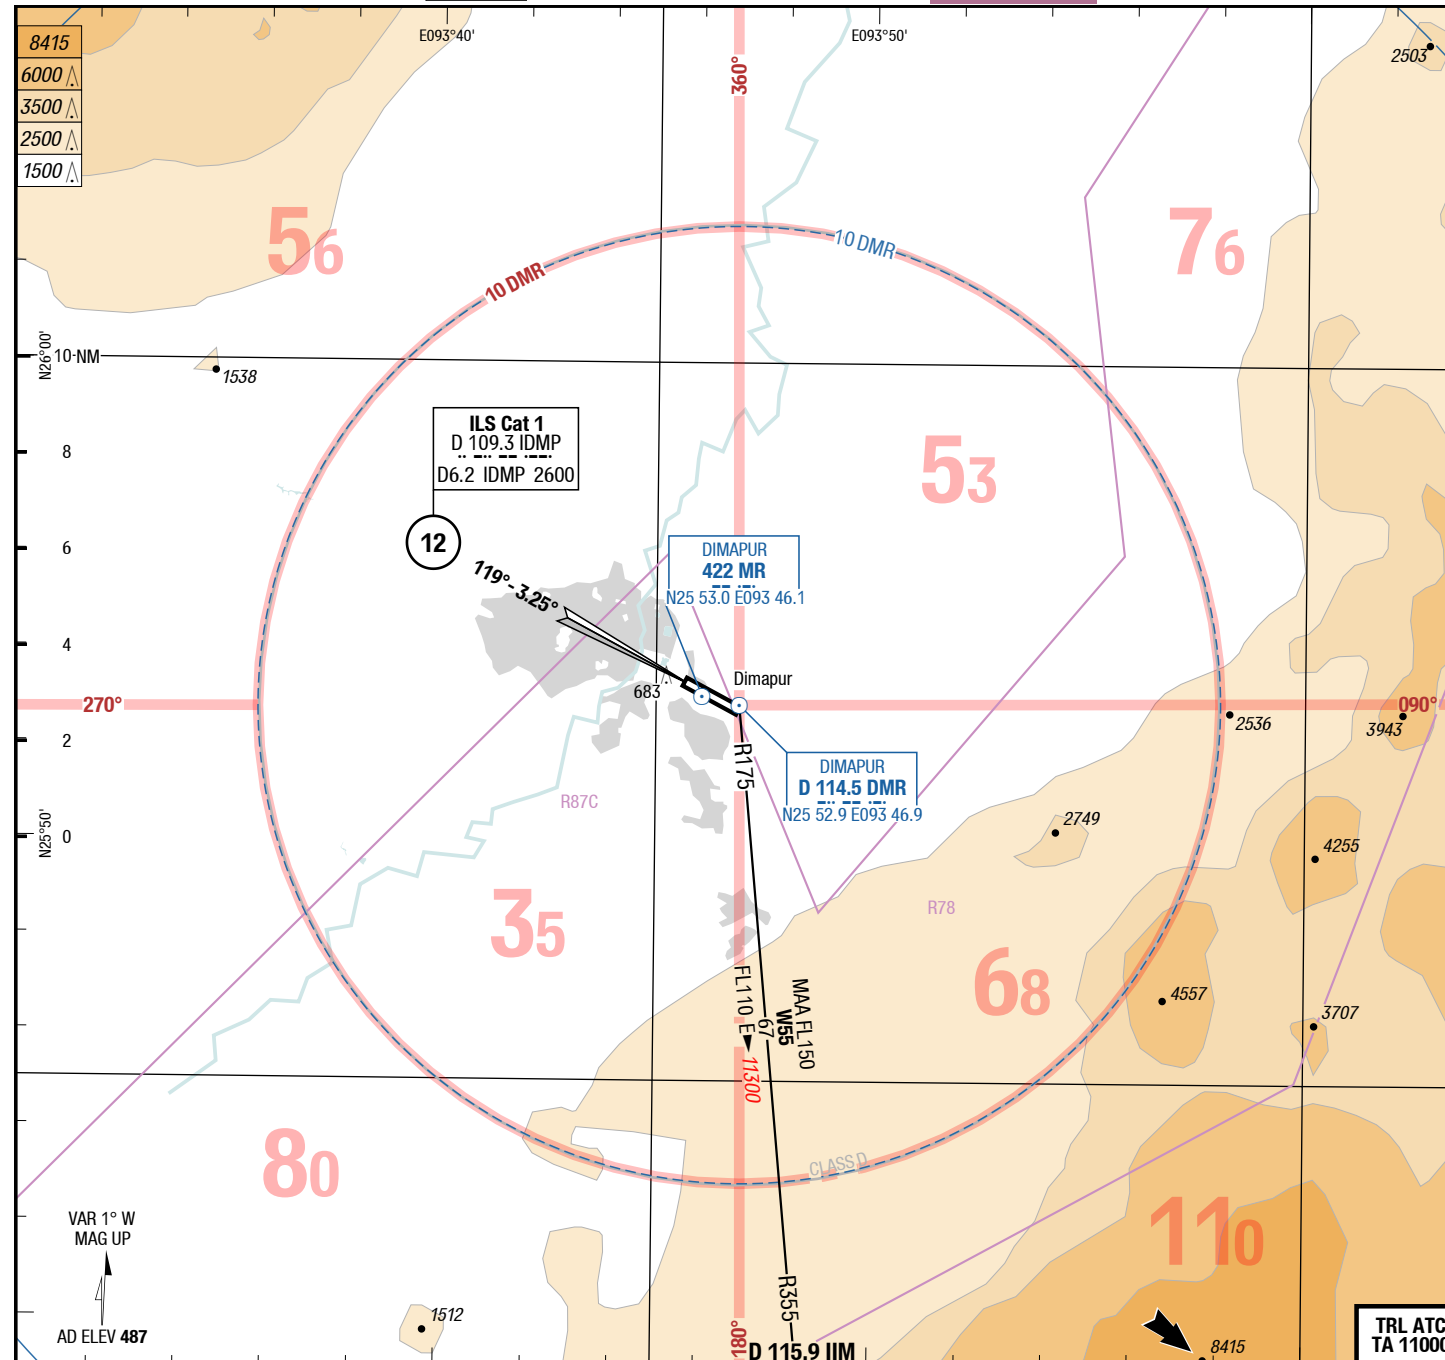 8415
6000
3500
2500
1500
E093°40'
E093°50'
360°
2503
56
76
10 DMR
10 DMR
N26°00'
10 NM
1538
ILS Cat 1
D 109.3 IDMP
D6.2 IDMP 2600
8
53
12
6
DIMAPUR
422 MR
N25 53.0 E093 46.1
119°- 3.25°
4
683
Dimapur
270°
090°
2536
3943
2
R175
DIMAPUR
D 114.5 DMR
N25 52.9 E093 46.9
R87C
N25°50'
0
2749
4255
35
R78
68
4557
3707
FL110 E
67
W55
MAA FL150
11300
80
CLASS D
110
VAR 1° W
MAG UP
AD ELEV 487
1512
R355
180°
D 115.9 IIM
8415
TRL ATC
TA 11000